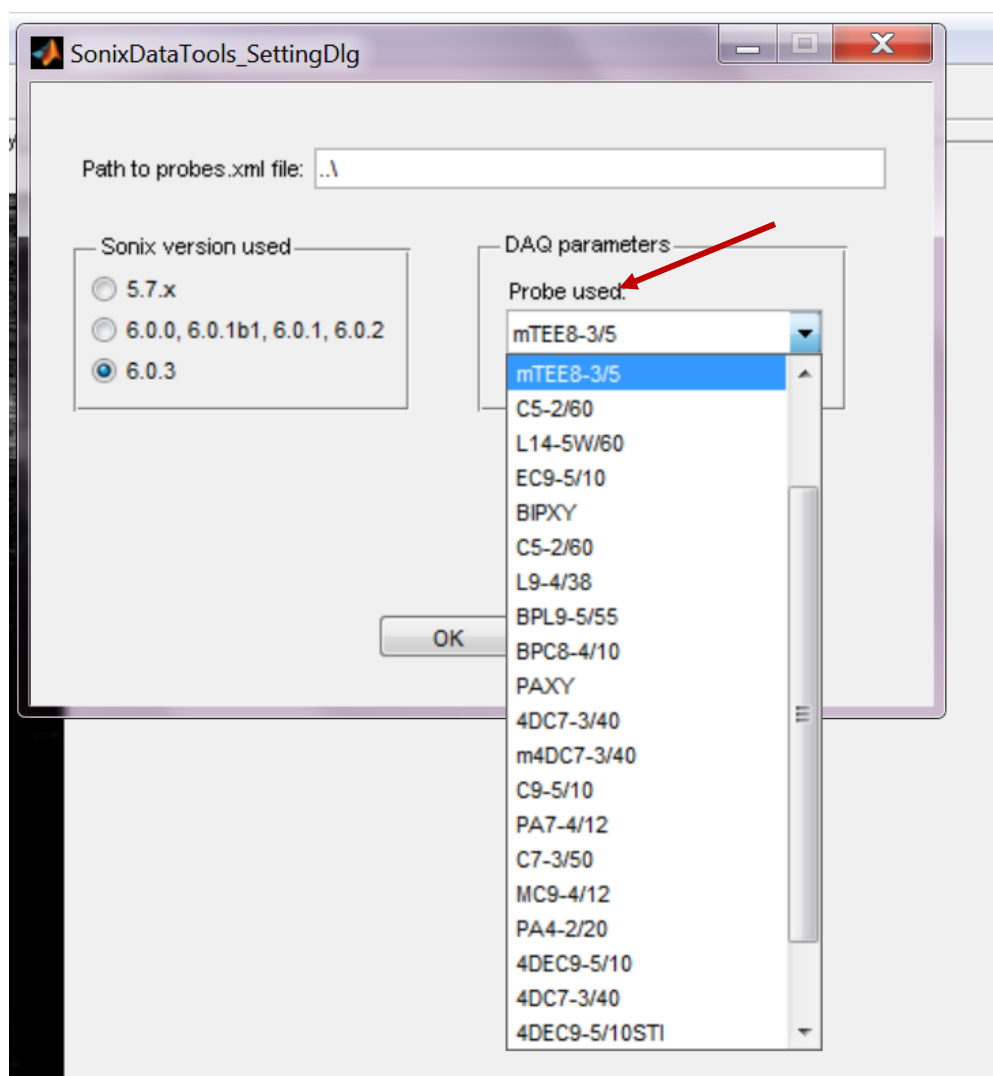 SonixDataTools_SettingDlg
Path to probes.xml file: ..\
Sonix version used
5.7.x
6.0.0, 6.0.1b1, 6.0.1, 6.0.2
6.0.3
DAQ parameters
Probe used:
mTEE8-3/5
mTEE8-3/5
C5-2/60
L14-5W/60
EC9-5/10
BIPXY
C5-2/60
L9-4/38
BPL9-5/55
BPC8-4/10
PAXY
4DC7-3/40
m4DC7-3/40
C9-5/10
PA7-4/12
C7-3/50
MC9-4/12
PA4-2/20
4DEC9-5/10
4DC7-3/40
4DEC9-5/10STI
OK